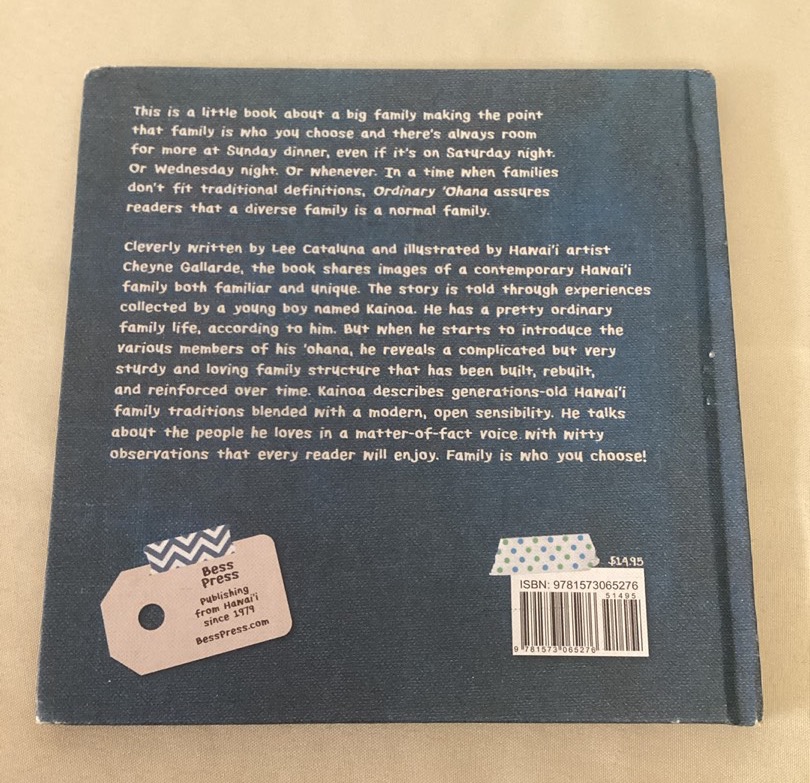 This is a little book about a big family making the point
that family is who you choose and there's always room
for more at Sunday dinner, even if it's on Saturday night.
Or Wednesday night. Or whenever. In a time when families
don't fit traditional definitions, Ordinary 'Ohana assures
readers that a diverse family is a normal family.
Cleverly written by Lee Cataluna and illustrated by Hawai'i artist
Cheyne Gallarde, the book shares images of a contemporary Hawai'i
family both familiar and unique. The story is told through experiences
collected by a young boy named Kainoa. He has a pretty ordinary
family life, according to him. But when he starts to introduce the
various members of his 'ohana, he reveals a complicated but very
sturdy and loving family structure that has been built, rebuilt,
and reinforced over time. Kainoa describes generations-old Hawai'i
family traditions blended with a modern, open sensibility. He talks
about the people he loves in a matter-of-fact voice with witty
observations that every reader will enjoy. Family is who you choose!
Bess
Press
Publishing
from Hawai'i
since 1979
BessPress.com
$14.95
ISBN: 9781573065276
51495
9 781573 065276